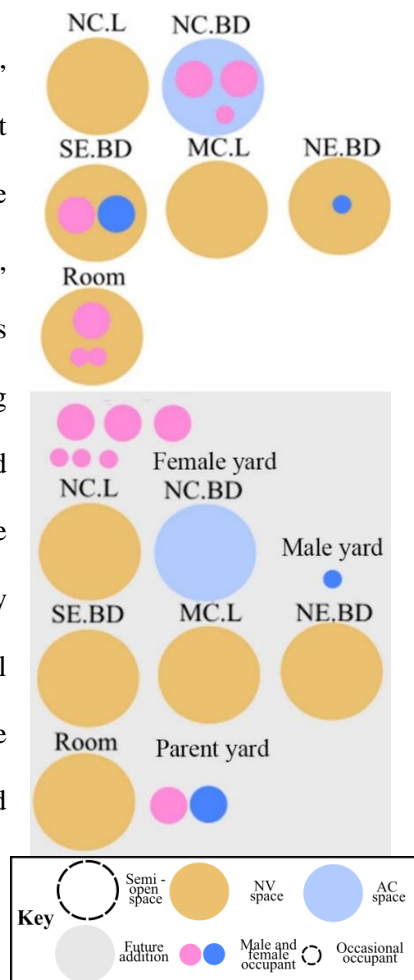 NC.L NC.BD
,
t
SE.BD MC.L NE.BD
e
,
Room
s
g
d
Female yard
NC.L NC.BD
e
Male yard
y
SE.BD MC.L NE.BD
l
e
Room Parent yard
d
Key
Semi -
open
space
NV
space
AC
space
Future
addition
Male and
female
occupant
Occasional
occupant